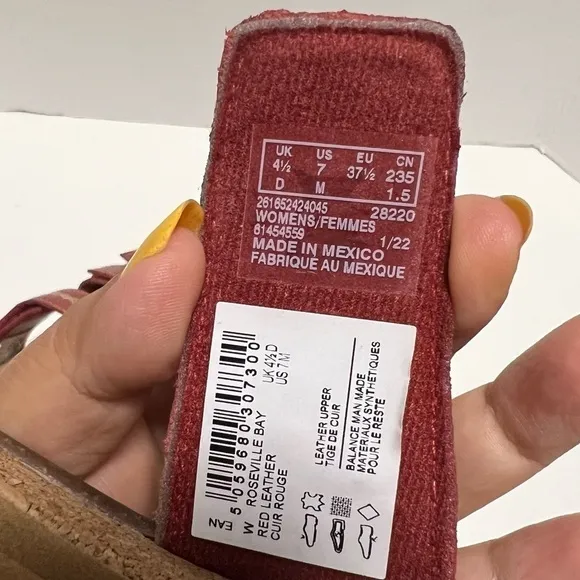 UK US EU CN
4½ 7 37½ 235
D M 1.5
261652424045 28220
WOMENS/FEMMES
61454559 1/22
MADE IN MEXICO
FABRIQUE AU MEXIQUE
EAN
5 059680 307300
W ROSEVILLE BAY
RED LEATHER
CUIR ROUGE
UK 4½ D
US 7 M
LEATHER UPPER
TIGE DE CUIR
BALANCE MAN MADE
MATERIAUX SYNTHETIQUES
POUR LE RESTE